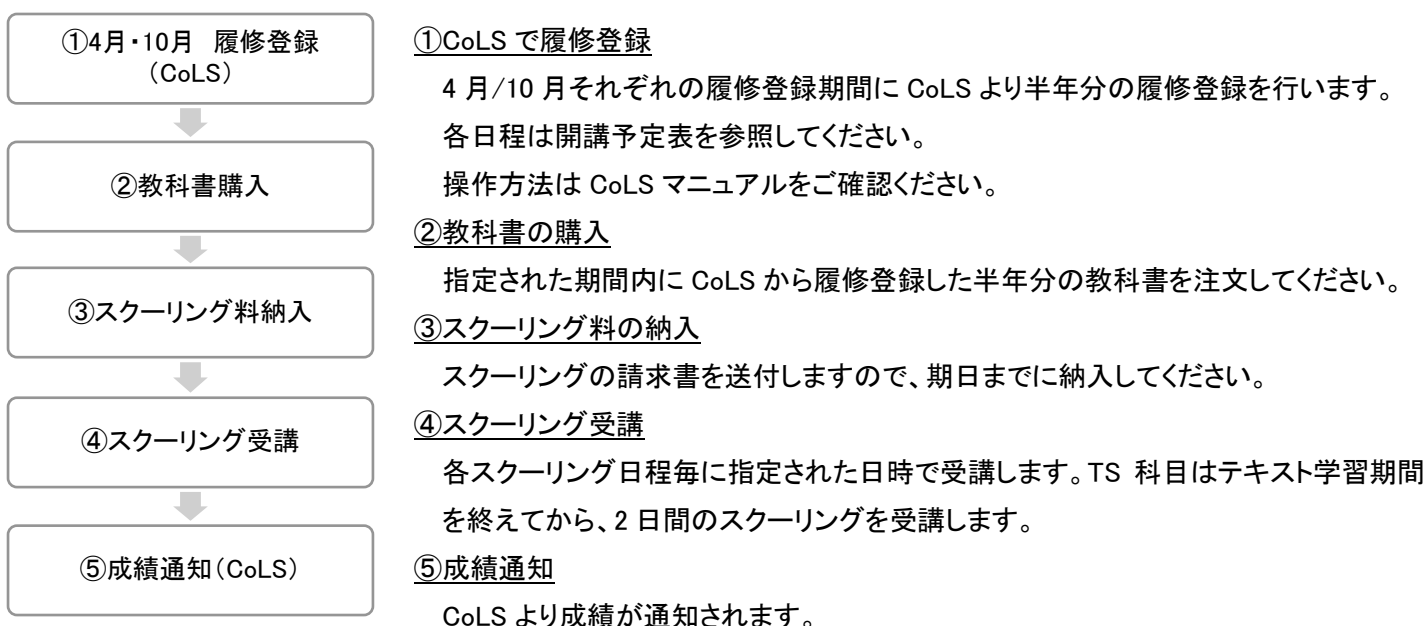 ①4月・10月 履修登録
(CoLS)
②教科書購入
③スクーリング料納入
④スクーリング受講
⑤成績通知(CoLS)
①CoLS で履修登録
4 月/10 月それぞれの履修登録期間に CoLS より半年分の履修登録を行います。
各日程は開講予定表を参照してください。
操作方法は CoLS マニュアルをご確認ください。
②教科書の購入
指定された期間内に CoLS から履修登録した半年分の教科書を注文してください。
③スクーリング料の納入
スクーリングの請求書を送付しますので、期日までに納入してください。
④スクーリング受講
各スクーリング日程毎に指定された日時で受講します。TS 科目はテキスト学習期間
を終えてから、2 日間のスクーリングを受講します。
⑤成績通知
CoLS より成績が通知されます。